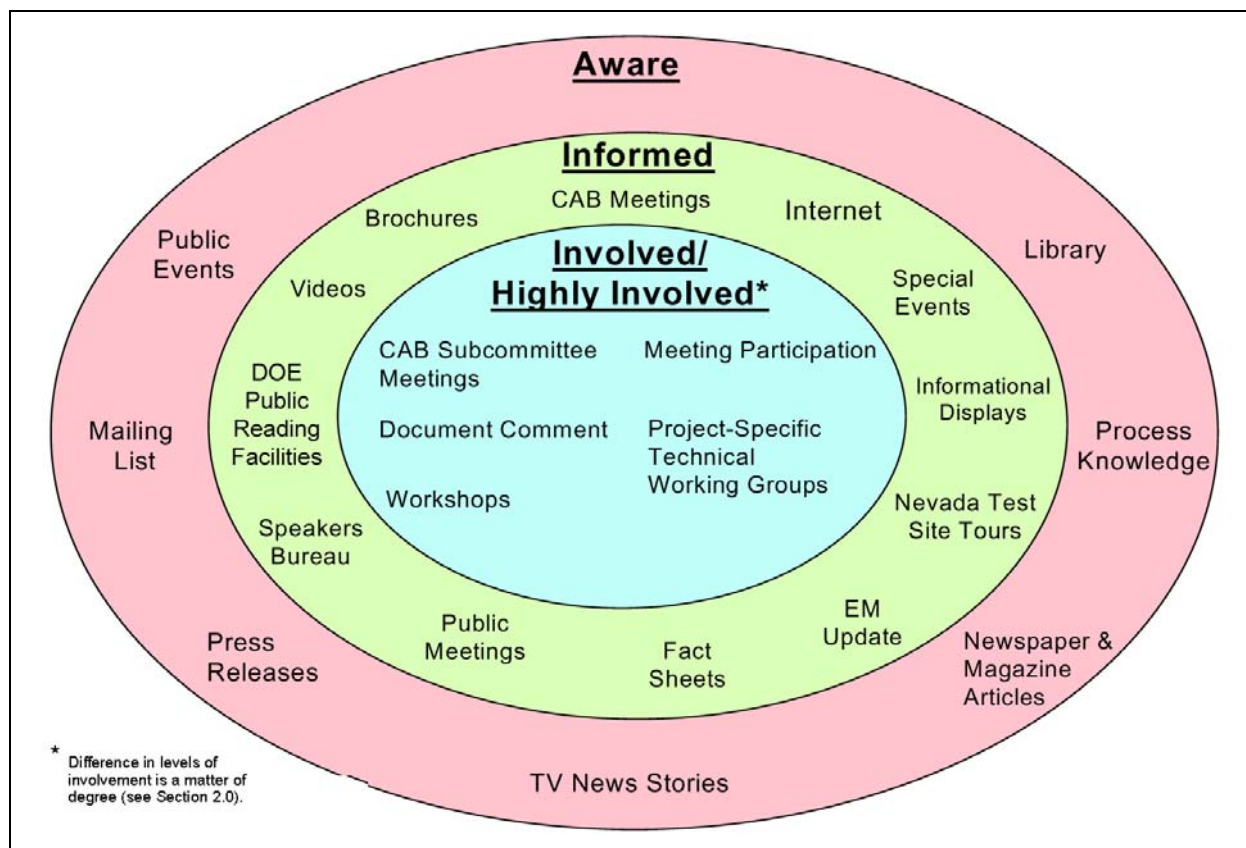 Aware
Informed
CAB Meetings
Brochures
Internet
Public
Events
Library
Videos
Special
Events
Involved/
Highly Involved*
CAB Subcommittee
Meetings
Meeting Participation
Document Comment
Project-Specific
Technical
Working Groups
Workshops
DOE
Public
Reading
Facilities
Informational
Displays
Mailing
List
Process
Knowledge
Speakers
Bureau
Nevada Test
Site Tours
Public
Meetings
Fact
Sheets
EM
Update
Press
Releases
Newspaper &
Magazine
Articles
TV News Stories
* Difference in levels of
involvement is a matter of
degree (see Section 2.0).